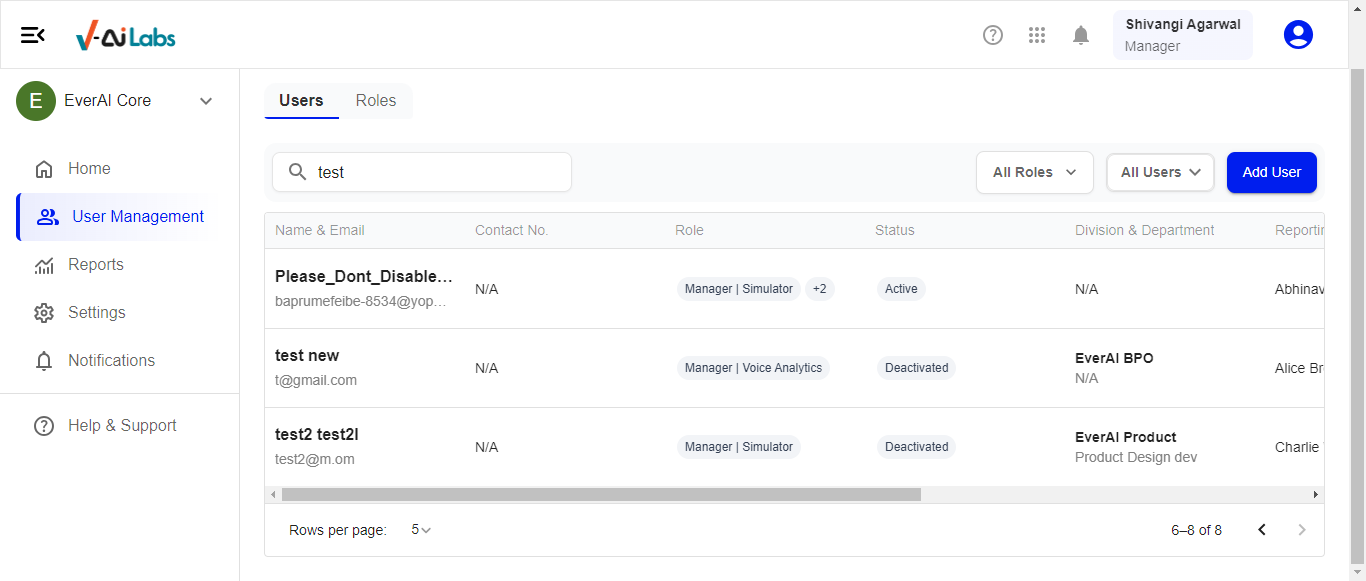 V-Ai Labs
Shivangi Agarwal
Manager
E
EverAI Core
Home
User Management
Reports
Settings
Notifications
Help & Support
Users Roles
test
All Roles
All Users
Add User
Name & Email Contact No. Role Status Division & Department Reportin
Please_Dont_Disable...
baprumefeibe-8534@yop...
N/A
Manager | Simulator +2
Active
N/A
Abhinav
test new
t@gmail.com
N/A
Manager | Voice Analytics
Deactivated
EverAI BPO
N/A
Alice Br
test2 test2l
test2@m.om
N/A
Manager | Simulator
Deactivated
EverAI Product
Product Design dev
Charlie
Rows per page: 5
6–8 of 8